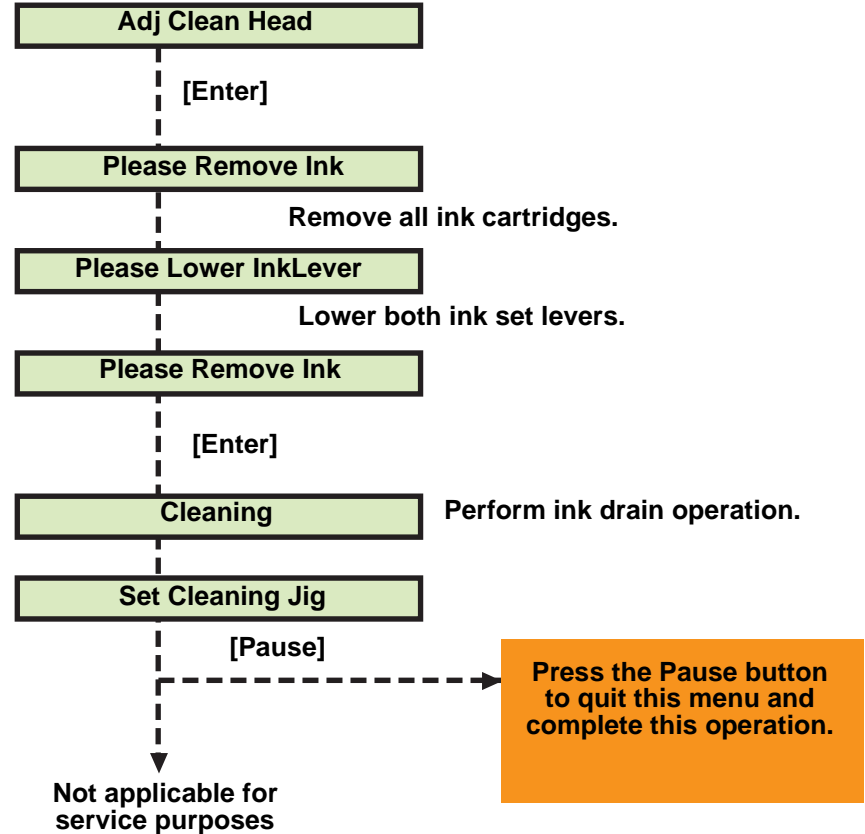 Adj Clean Head
[Enter]
Please Remove Ink
Remove all ink cartridges.
Please Lower InkLever
Lower both ink set levers.
Please Remove Ink
[Enter]
Cleaning
Perform ink drain operation.
Set Cleaning Jig
[Pause]
Press the Pause button
to quit this menu and
complete this operation.
Not applicable for
service purposes